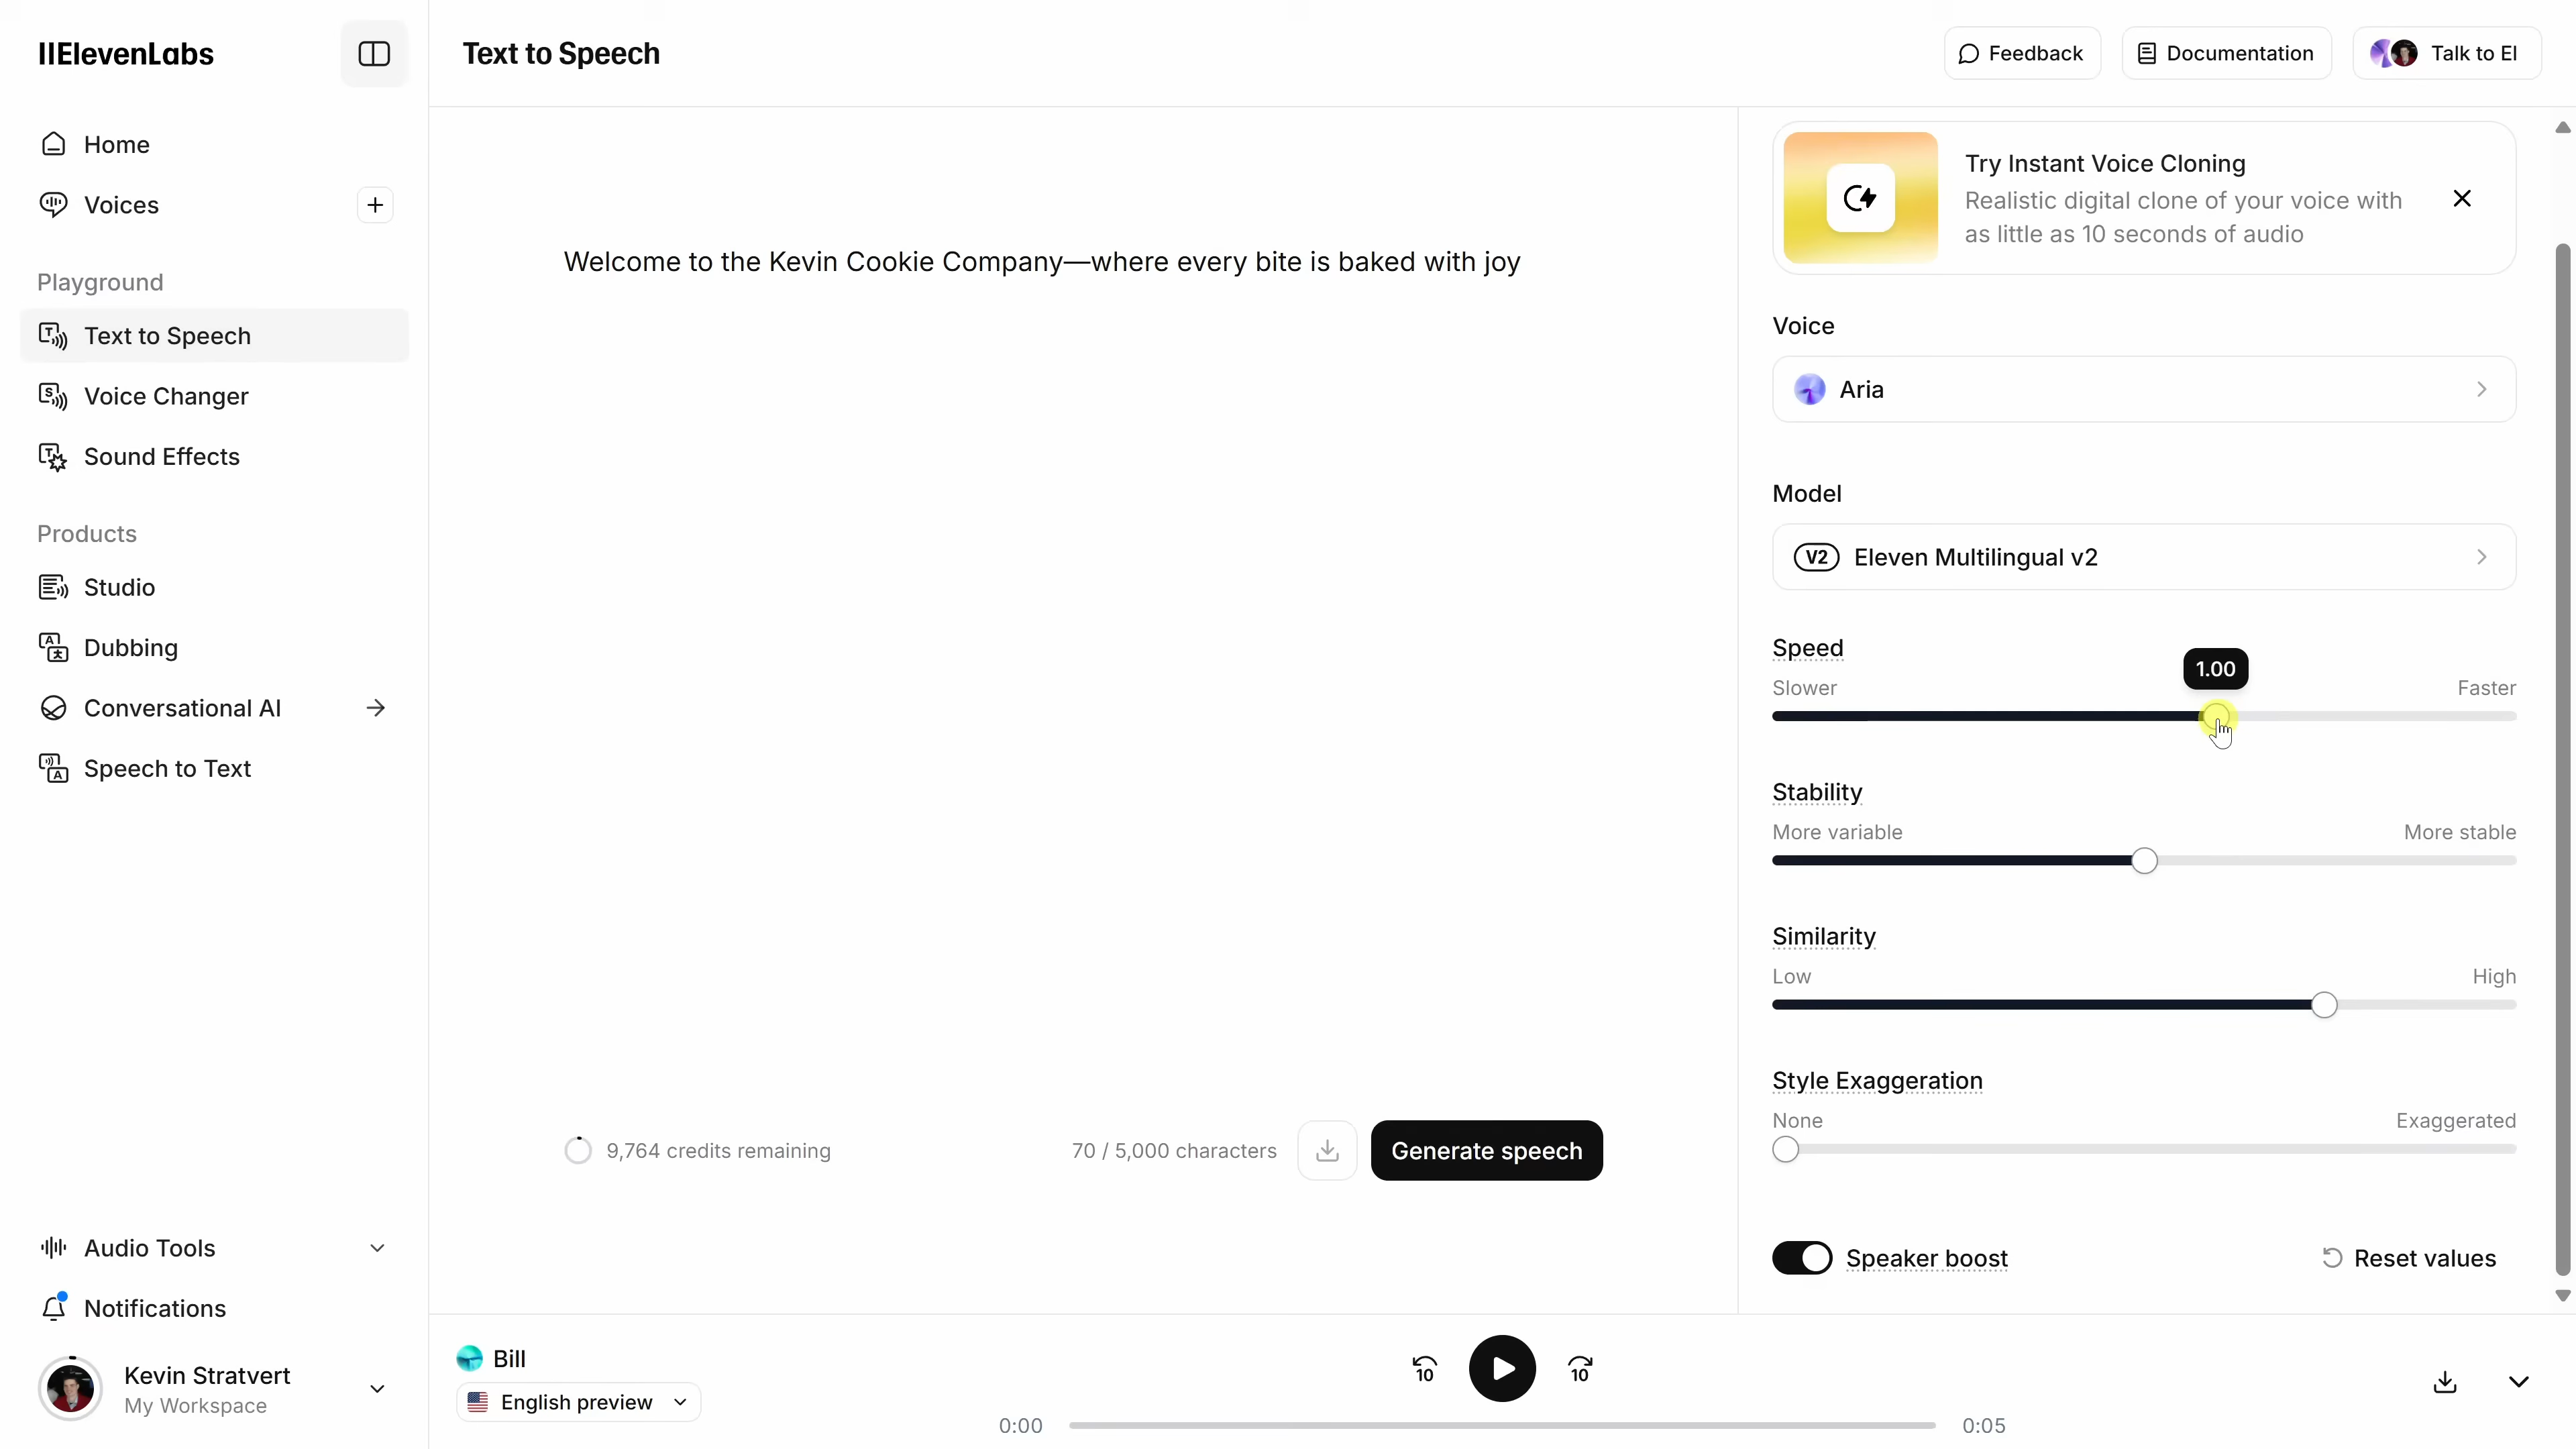 IIElevenLabs
Text to Speech
Feedback
Documentation
Talk to El
Home
Voices
Playground
Text to Speech
Voice Changer
Sound Effects
Products
Studio
Dubbing
Conversational AI
Speech to Text
Audio Tools
Notifications
Kevin Stratvert
My Workspace
Welcome to the Kevin Cookie Company—where every bite is baked with joy
9,764 credits remaining
70 / 5,000 characters
Generate speech
Try Instant Voice Cloning
Realistic digital clone of your voice with
as little as 10 seconds of audio
Voice
Aria
Model
V2 Eleven Multilingual v2
Speed
1.00
Slower Faster
Stability
More variable More stable
Similarity
Low High
Style Exaggeration
None Exaggerated
Speaker boost
Reset values
Bill
English preview
10 10
0:00 0:05